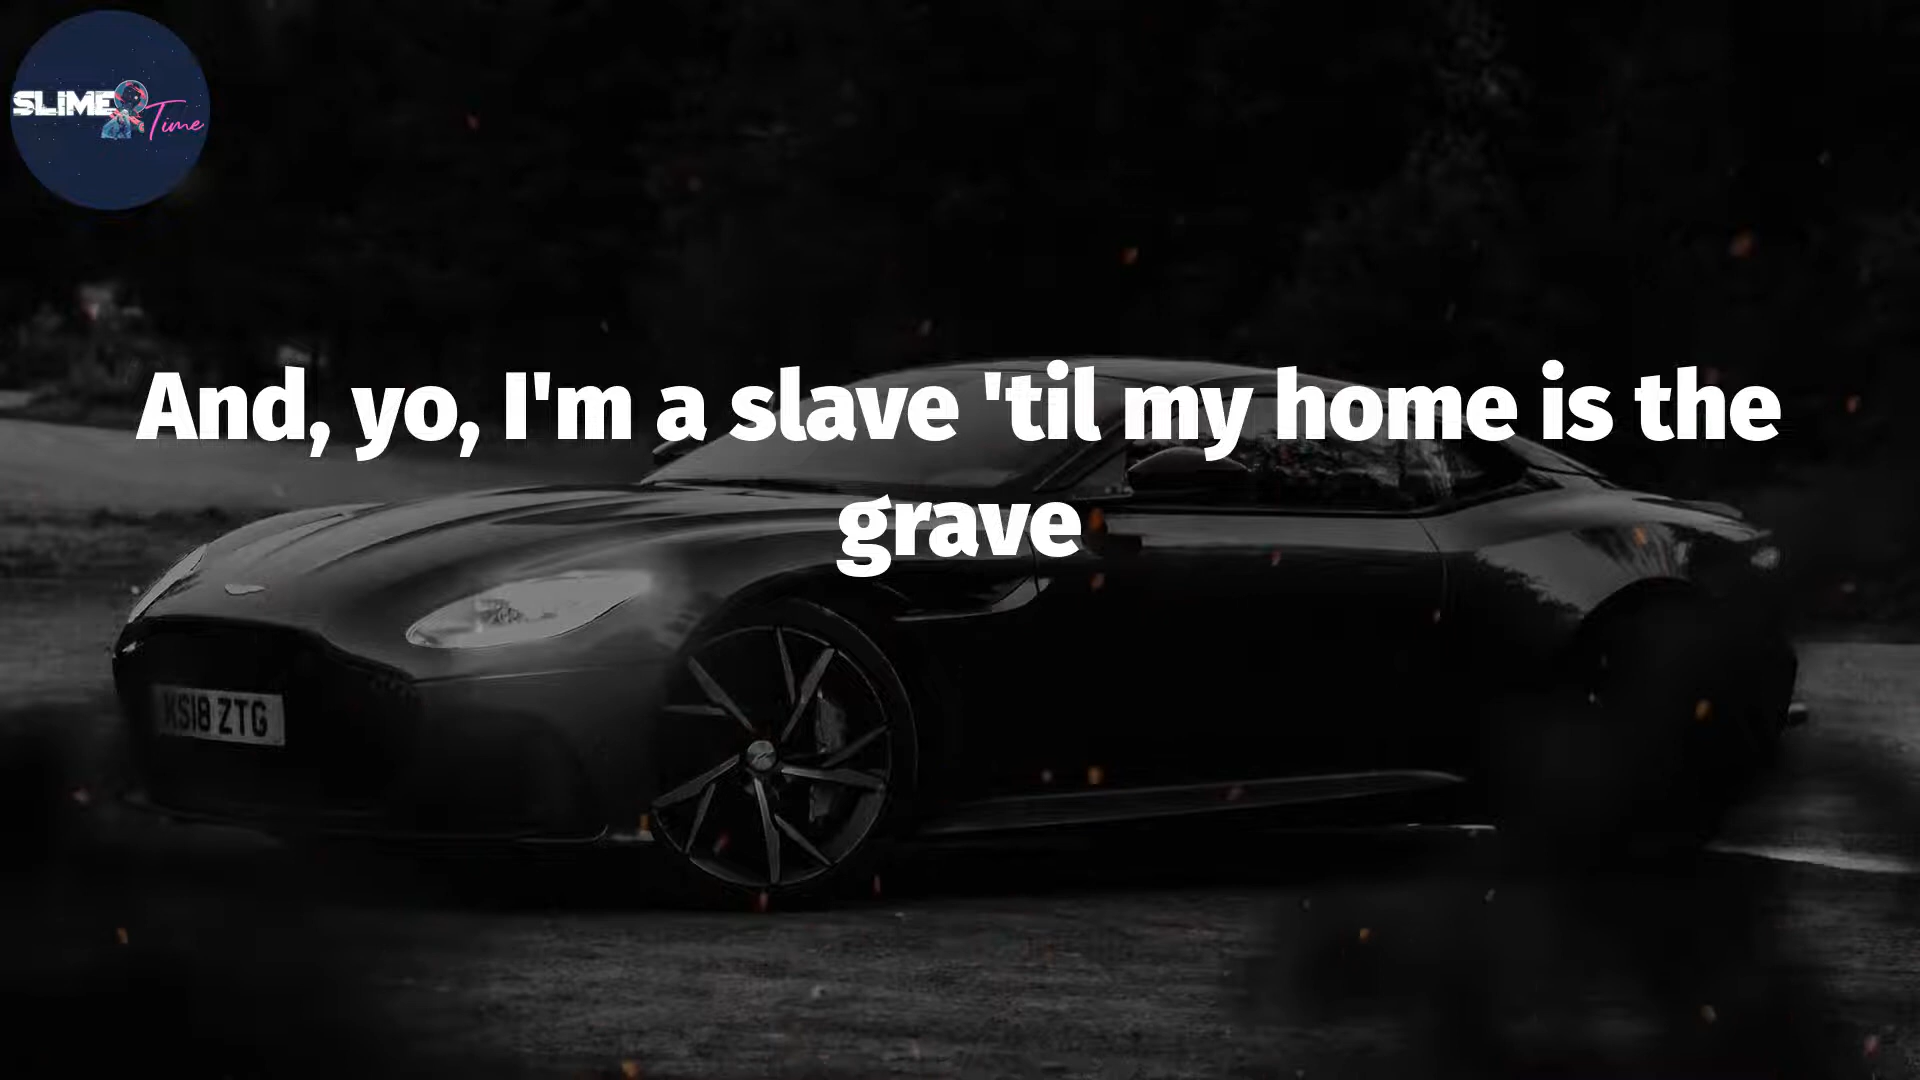 SLIME
Time
And, yo, I'm a slave 'til my home is the
grave
KS18 ZTG